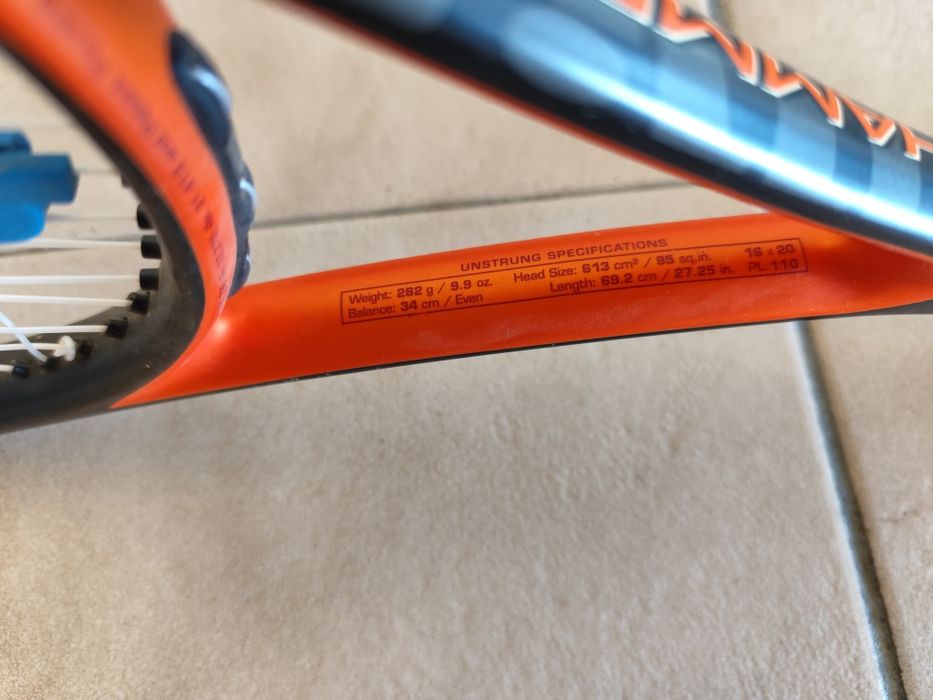 HAMM
UNSTRUNG SPECIFICATIONS
Weight: 282 g / 9.9 oz. Head Size: 613 cm² / 95 sq.in. 16 x 20
Balance: 34 cm / Even Length: 69.2 cm / 27.25 in. PL:110